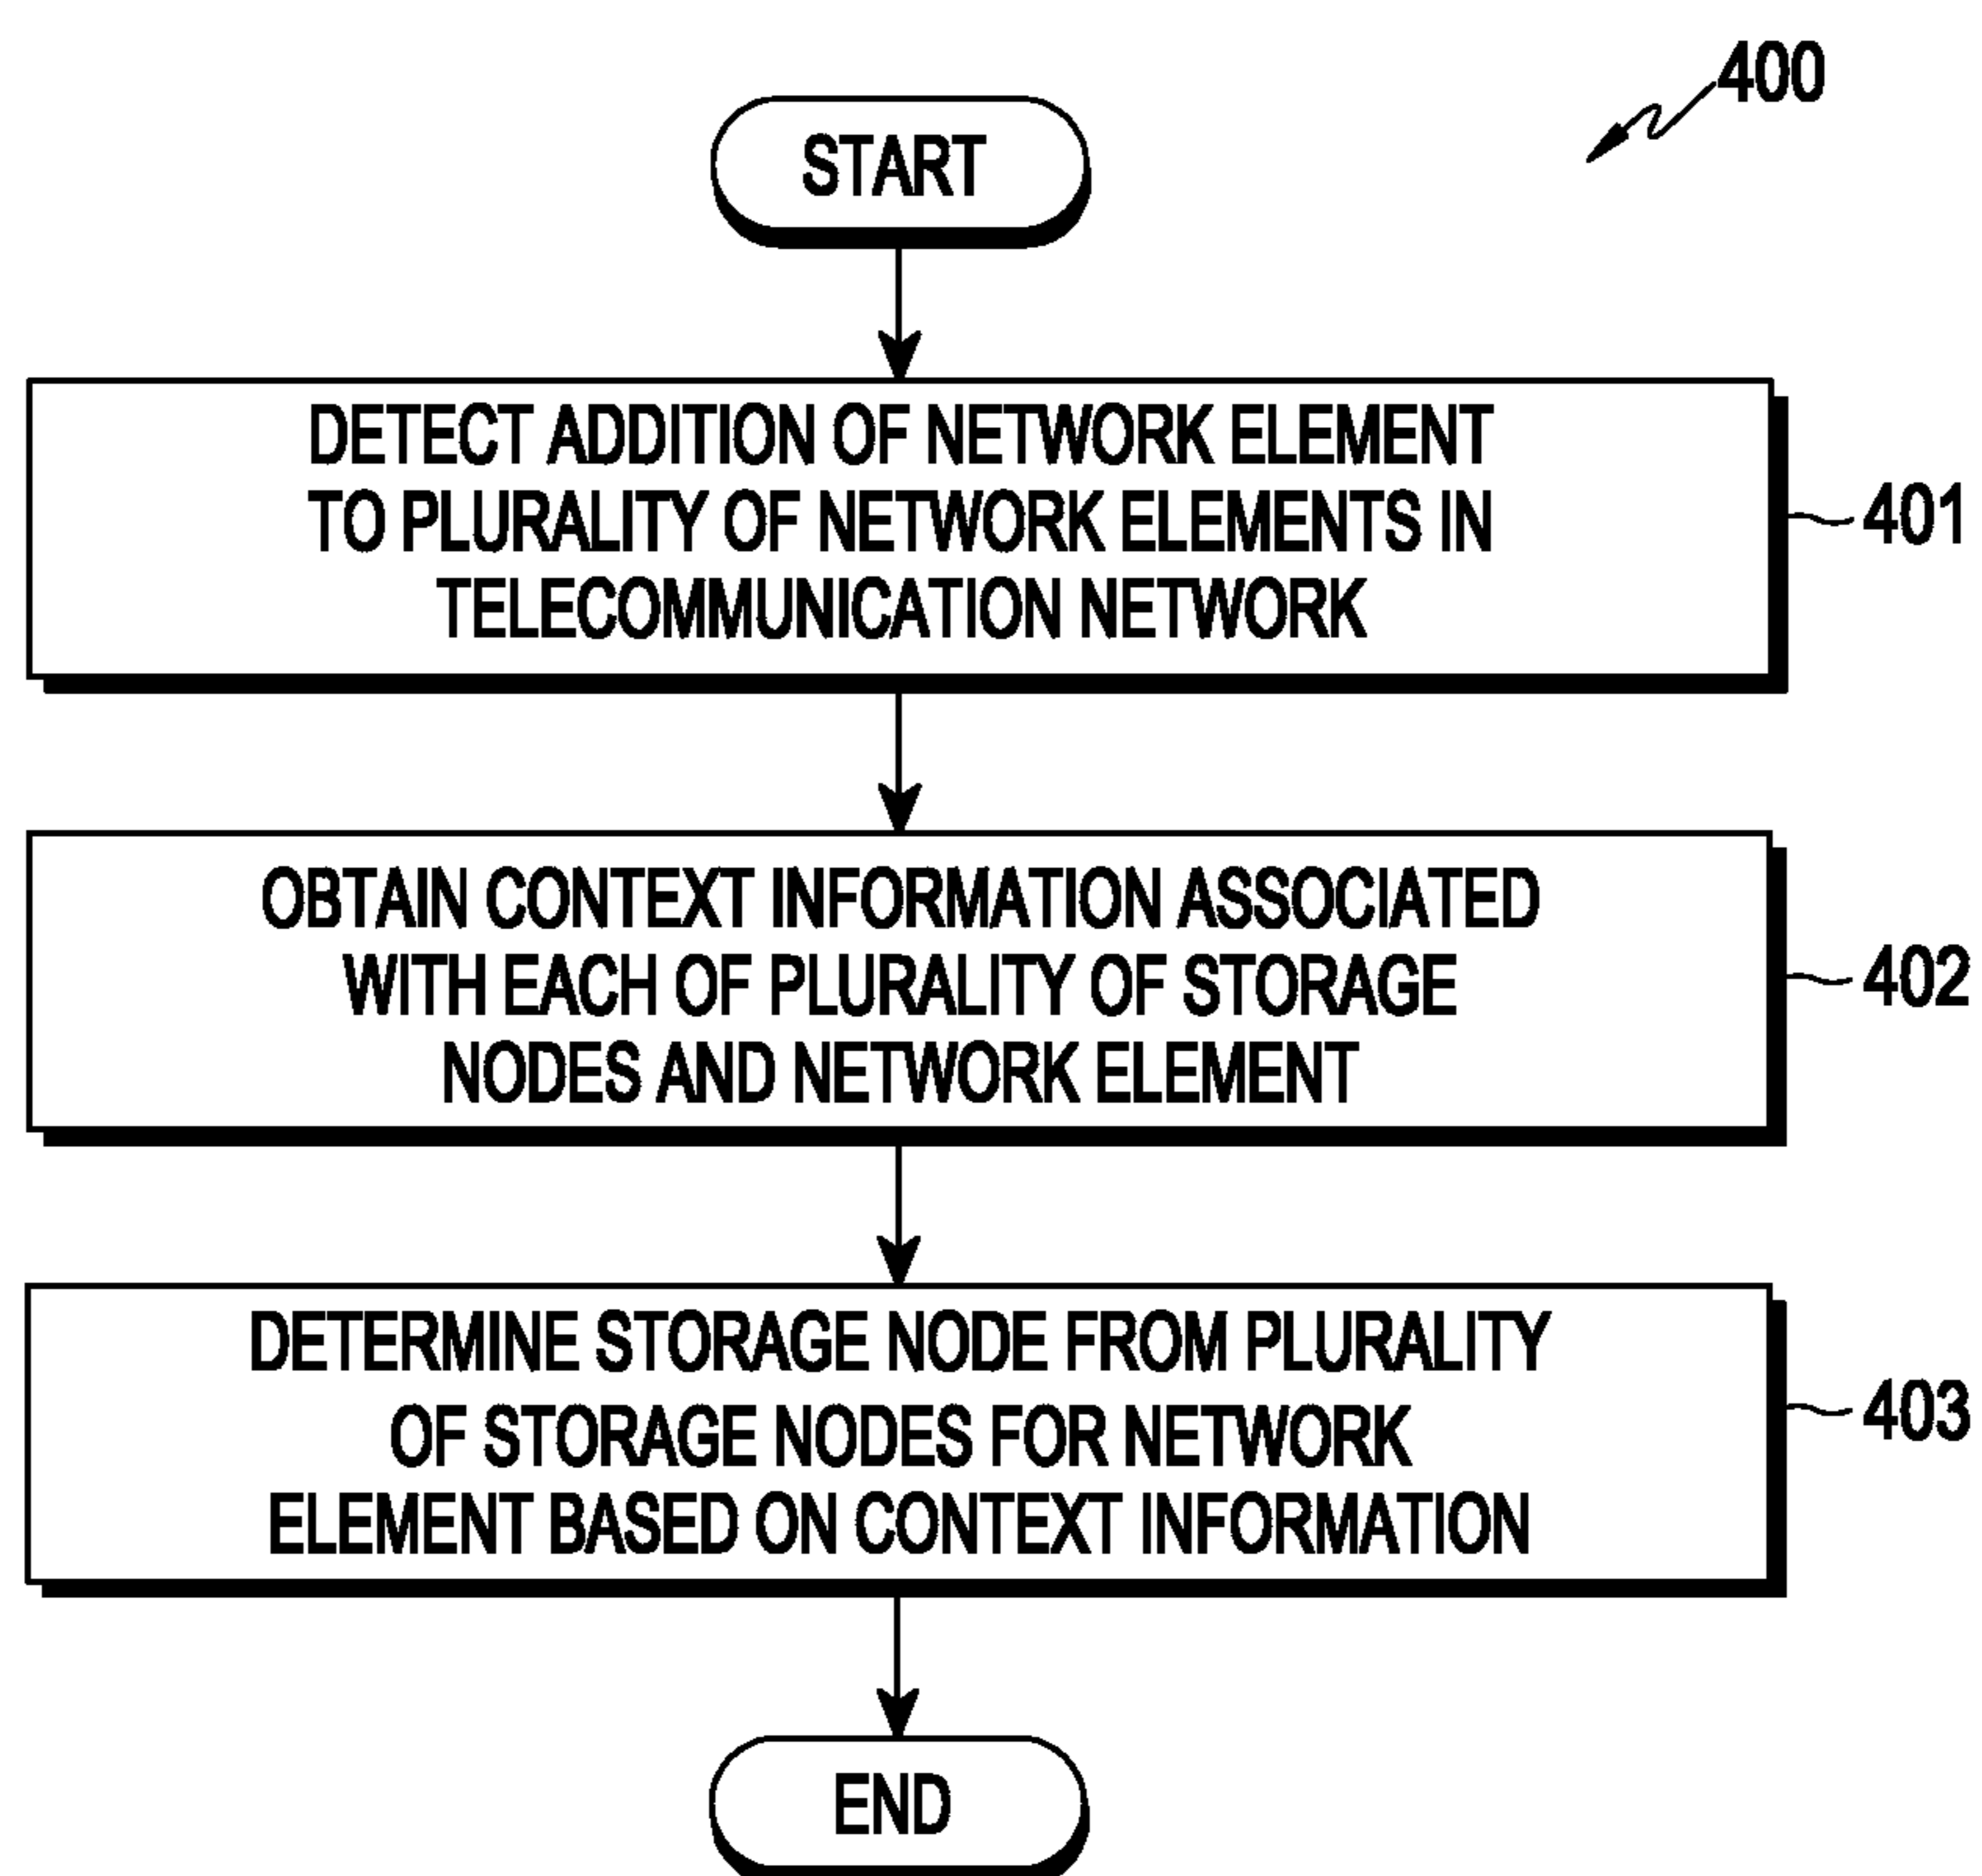 400
START
DETECT ADDITION OF NETWORK ELEMENT
TO PLURALITY OF NETWORK ELEMENTS IN
TELECOMMUNICATION NETWORK
401
OBTAIN CONTEXT INFORMATION ASSOCIATED
WITH EACH OF PLURALITY OF STORAGE
NODES AND NETWORK ELEMENT
402
DETERMINE STORAGE NODE FROM PLURALITY
OF STORAGE NODES FOR NETWORK
ELEMENT BASED ON CONTEXT INFORMATION
403
END